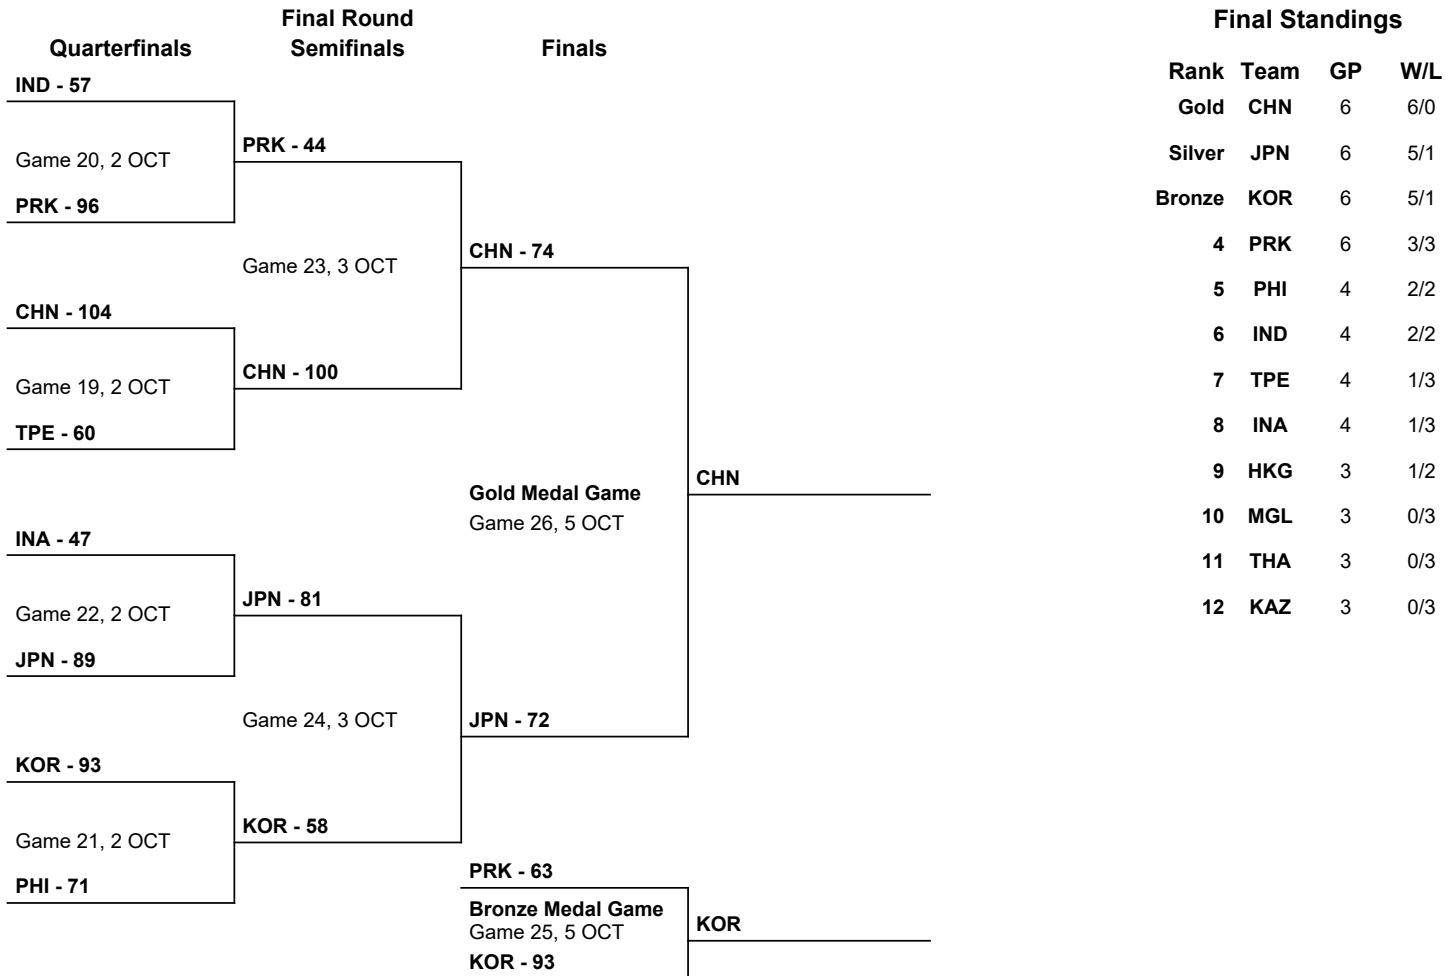 Final Round
Quarterfinals Semifinals Finals
IND - 57
Game 20, 2 OCT
PRK - 96
PRK - 44
Game 23, 3 OCT
CHN - 104
Game 19, 2 OCT
TPE - 60
CHN - 100
CHN - 74
Gold Medal Game
Game 26, 5 OCT
CHN
INA - 47
Game 22, 2 OCT
JPN - 89
JPN - 81
Game 24, 3 OCT
JPN - 72
KOR - 93
Game 21, 2 OCT
PHI - 71
KOR - 58
PRK - 63
Bronze Medal Game
Game 25, 5 OCT
KOR - 93
KOR
Final Standings
Rank Team GP W/L
Gold CHN 6 6/0
Silver JPN 6 5/1
Bronze KOR 6 5/1
4 PRK 6 3/3
5 PHI 4 2/2
6 IND 4 2/2
7 TPE 4 1/3
8 INA 4 1/3
9 HKG 3 1/2
10 MGL 3 0/3
11 THA 3 0/3
12 KAZ 3 0/3